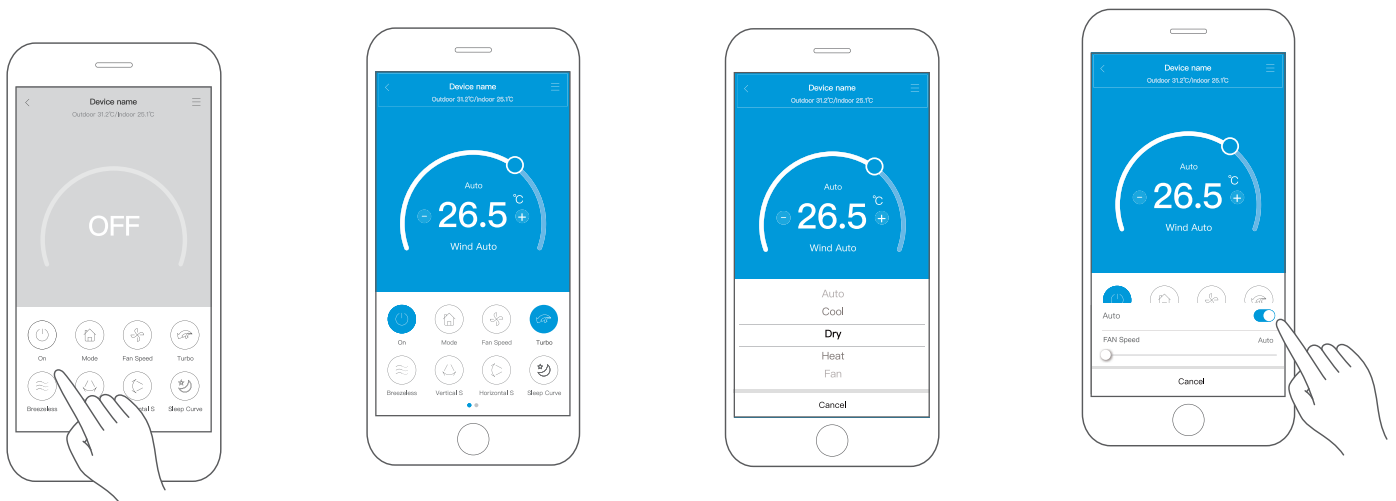 Device name
Outdoor 31.2℃/Indoor 25.1℃
OFF
On Mode Fan Speed Turbo
Breezeless ntal S Sleep Curve
Device name
Outdoor 31.2℃/Indoor 25.1℃
Auto
26.5 ℃
Wind Auto
On Mode Fan Speed Turbo
Breezeless Vertical S Horizontal S Sleep Curve
Device name
Outdoor 31.2℃/Indoor 25.1℃
Auto
26.5 ℃
Wind Auto
Auto
Cool
Dry
Heat
Fan
Cancel
Device name
Outdoor 31.2℃/Indoor 25.1℃
Auto
26.5 ℃
Wind Auto
Auto
FAN Speed Auto
Cancel